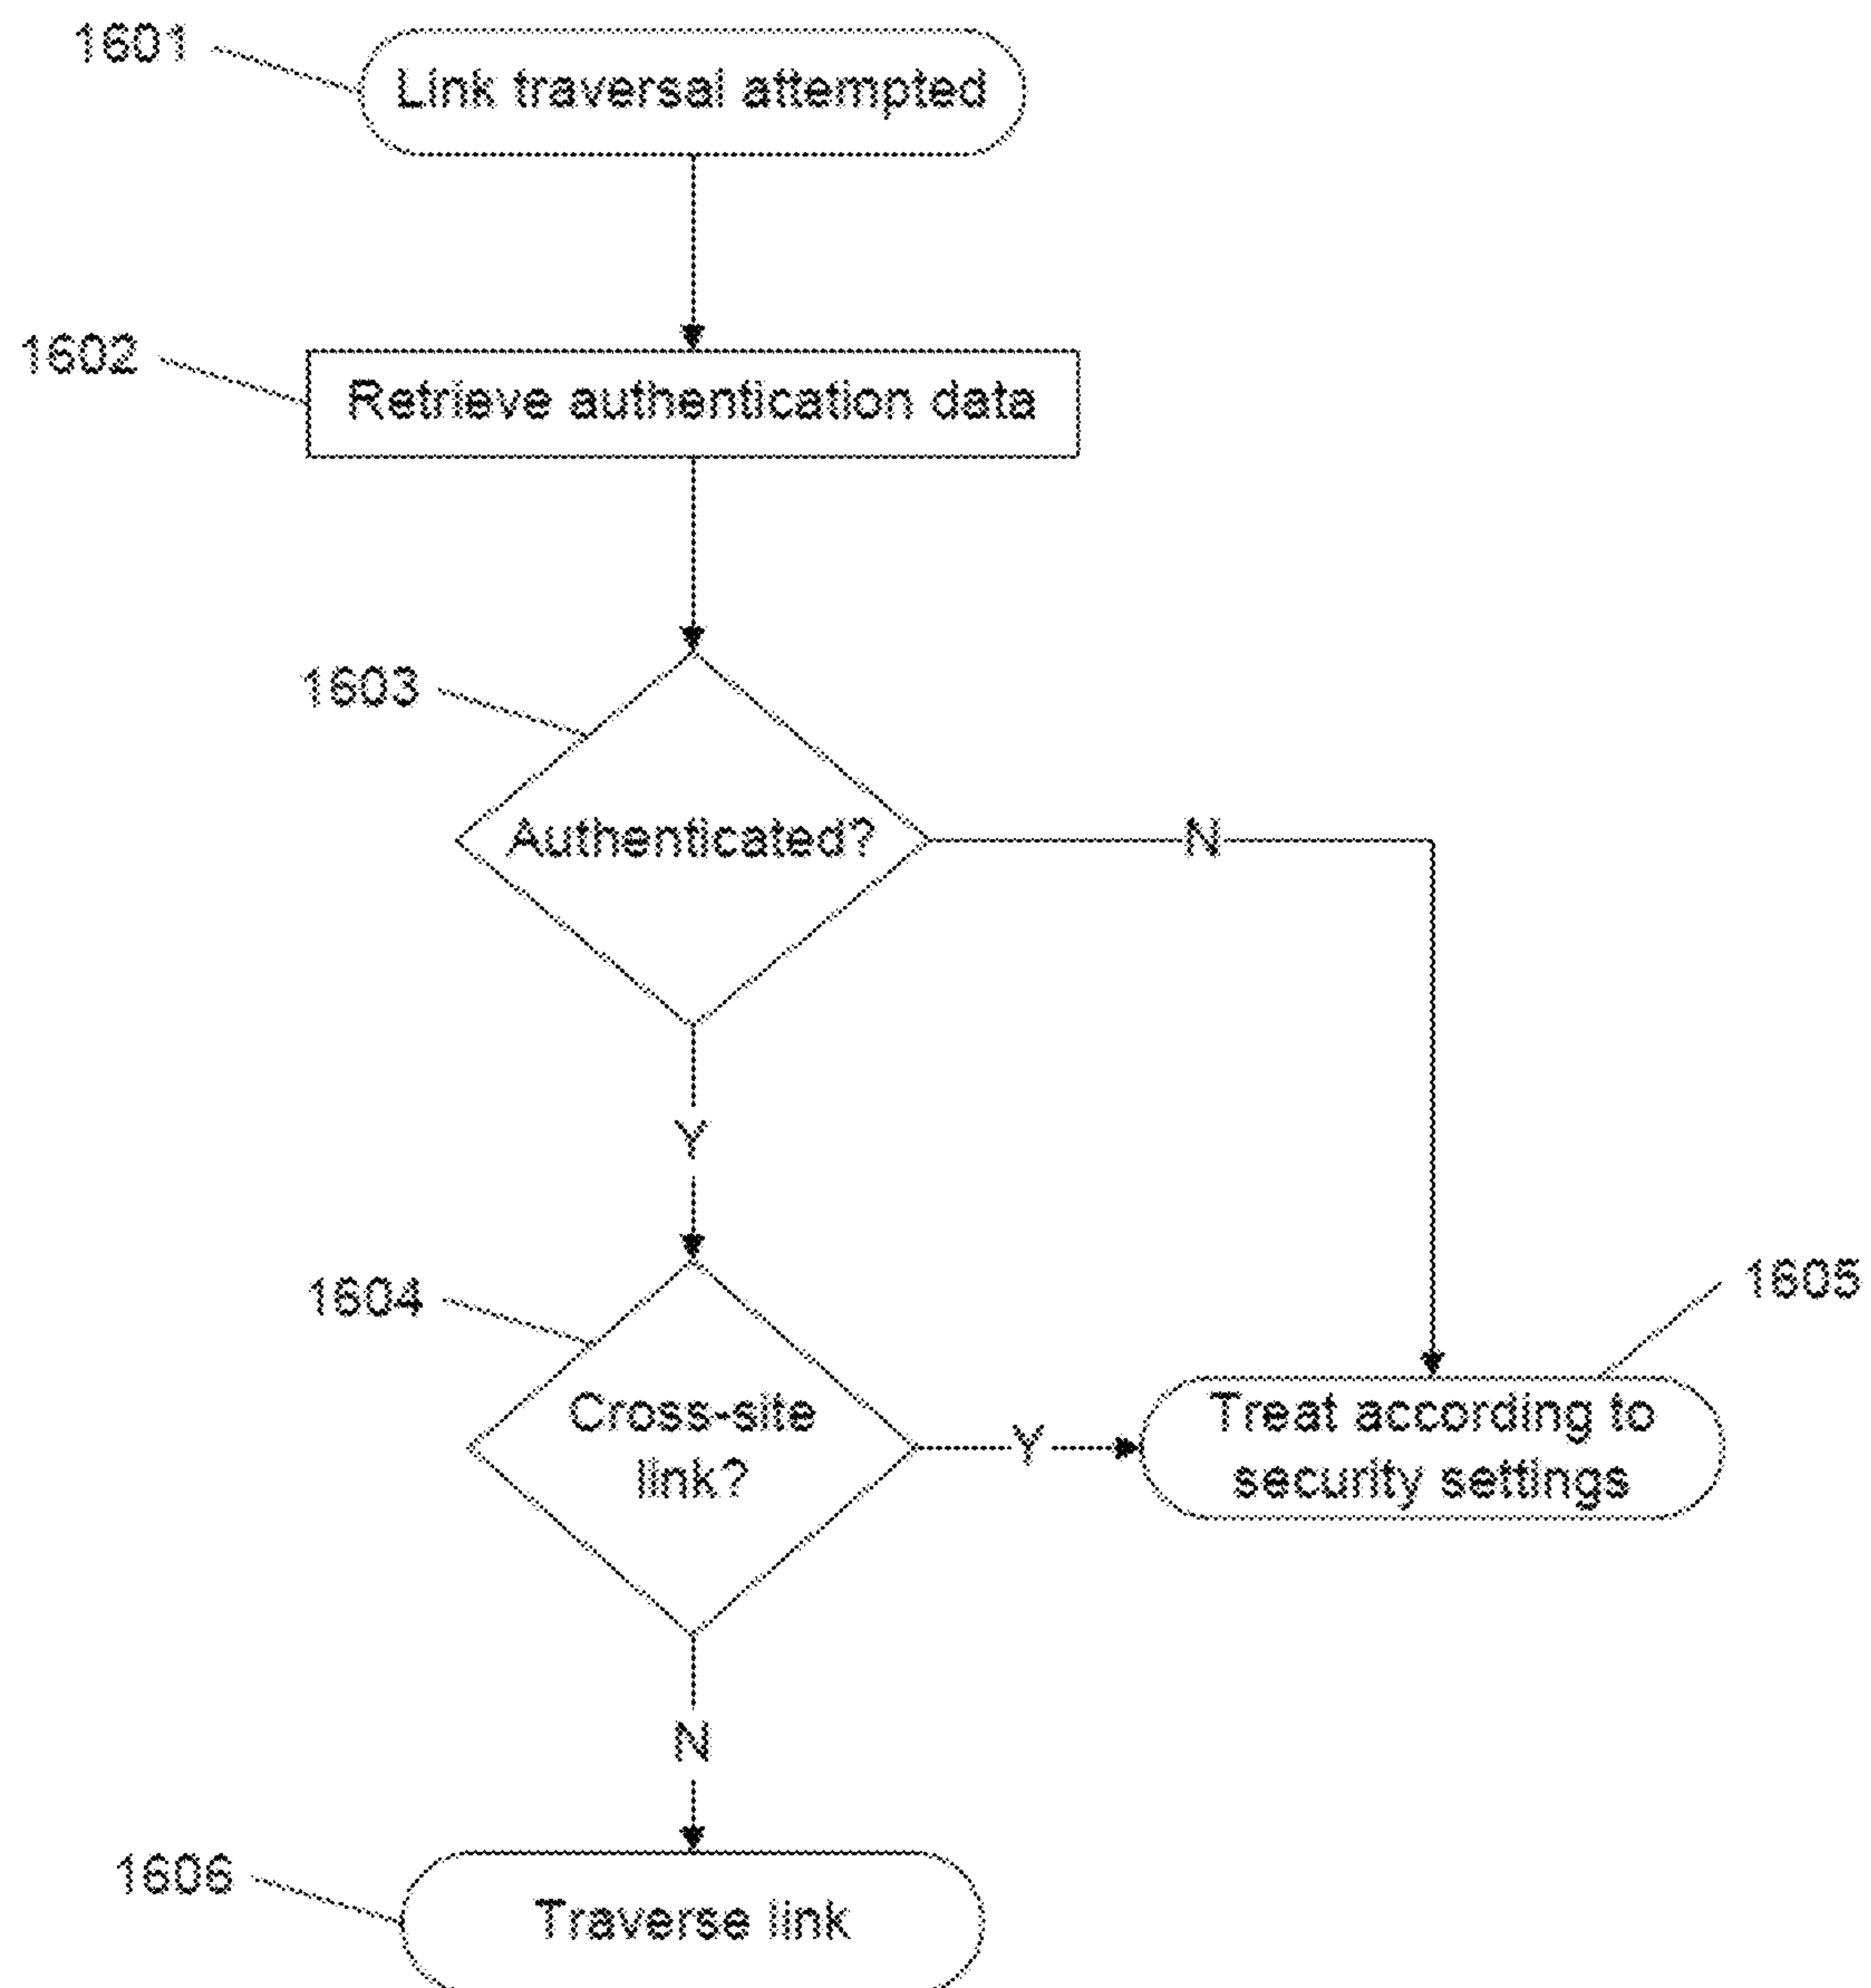 1601
Link traversal attempted
1602
Retrieve authentication data
1603
Authenticated?
N
Y
1604
1605
Cross-site
link?
Y
Treat according to
security settings
N
1606
Traverse link